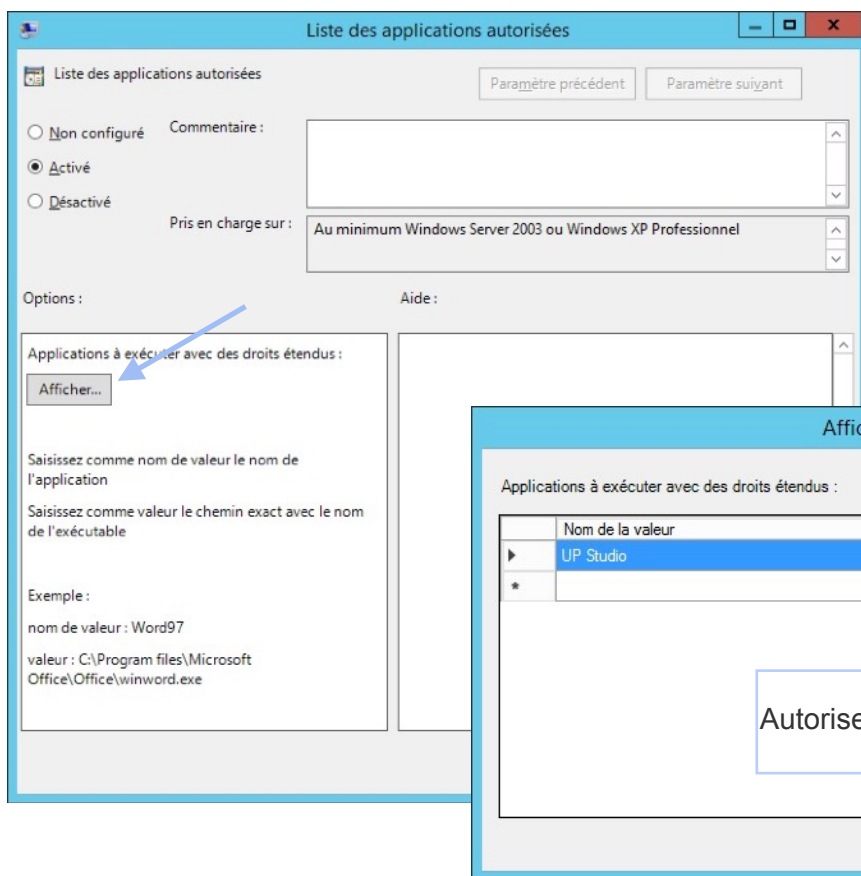 Liste des applications autorisées
Liste des applications autorisées
Paramètre précédent
Paramètre suivant
Non configuré
Commentaire :
Activé
Désactivé
Pris en charge sur :
Au minimum Windows Server 2003 ou Windows XP Professionnel
Options :
Aide :
Applications à exécuter avec des droits étendus :
Afficher...
Saisissez comme nom de valeur le nom de
l'application
Saisissez comme valeur le chemin exact avec le nom
de l'exécutable
Exemple :
nom de valeur : Word97
valeur : C:\Program files\Microsoft
Office\Office\winword.exe
Affic
Applications à exécuter avec des droits étendus :
Nom de la valeur
UP Studio
*
Autorise